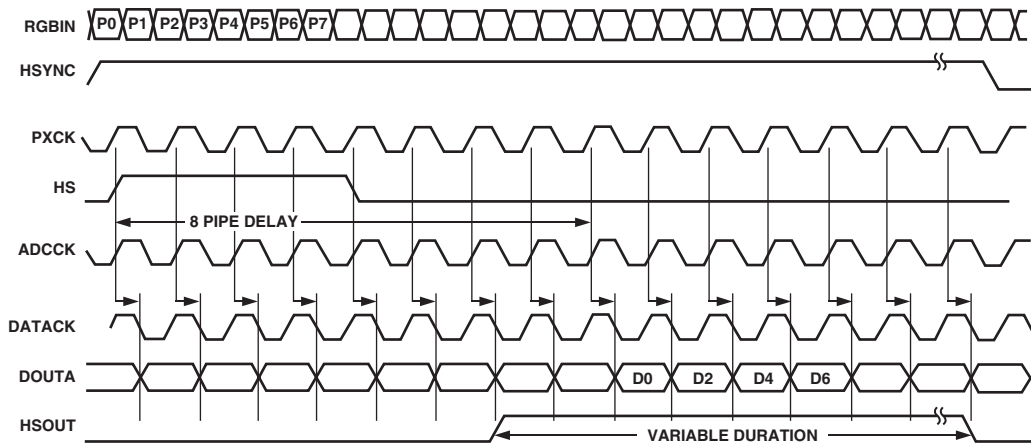 RGBIN P0 P1 P2 P3 P4 P5 P6 P7
HSYNC
PXCK
HS
8 PIPE DELAY
ADCCK
DATACK
DOUTA D0 D2 D4 D6
HSOUT VARIABLE DURATION